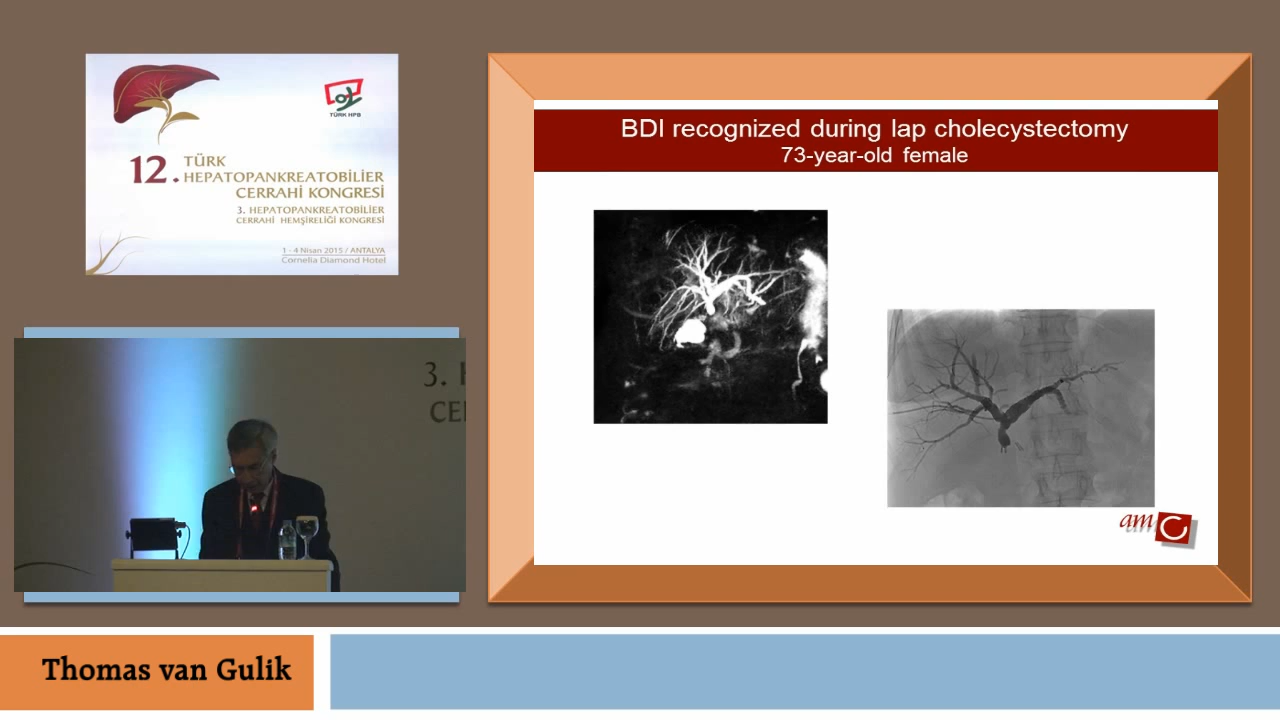 TÜRK HPB
12. TÜRK
HEPATOPANKREATOBİLİER
CERRAHİ KONGRESİ
3. HEPATOPANKREATOBİLİER
CERRAHİ HEMŞİRELİĞİ KONGRESİ
1 - 4 Nisan 2015 / ANTALYA
Cornelia Diamond Hotel
BDI recognized during lap cholecystectomy
73-year-old female
3. H
CE
amc
Thomas van Gulik